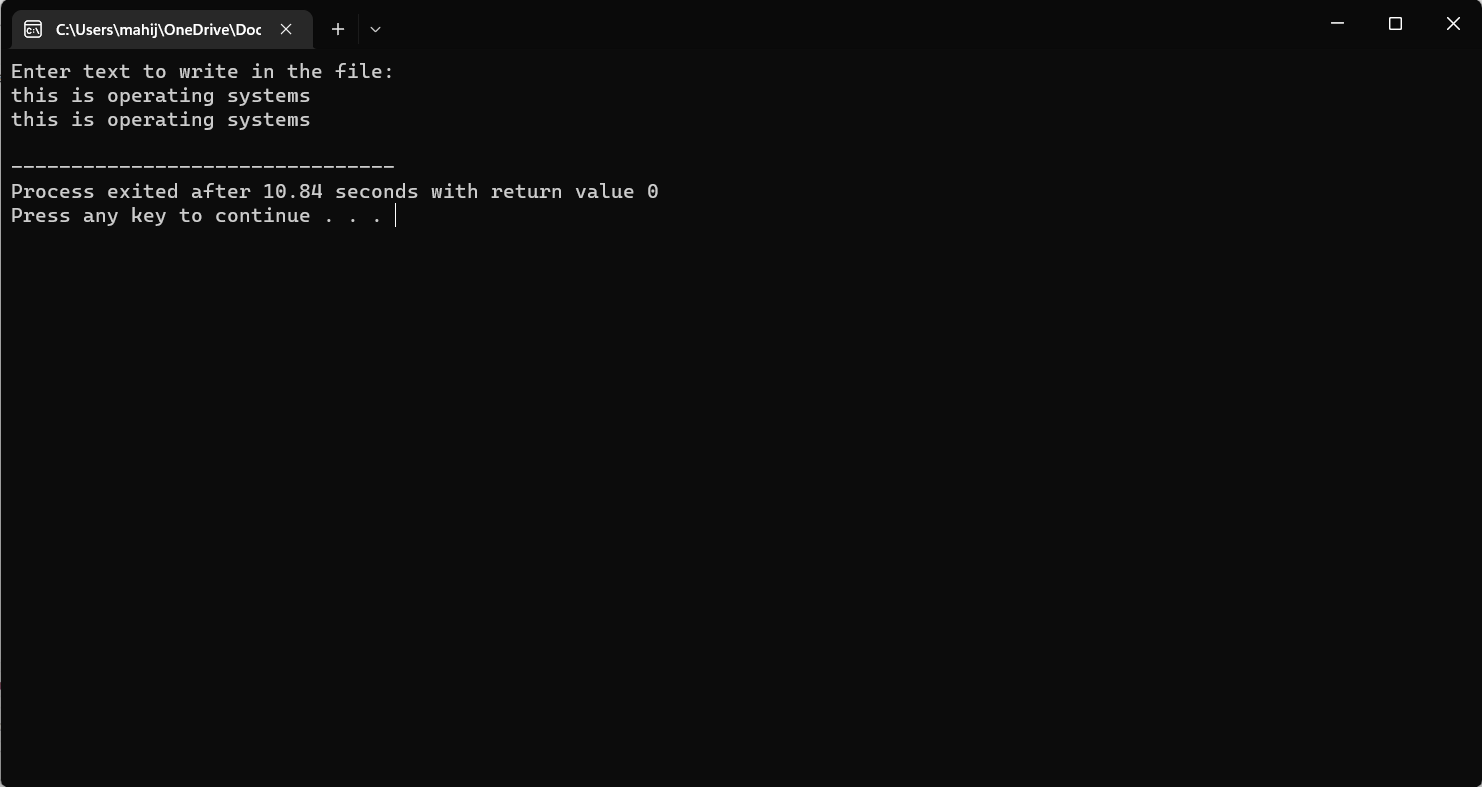 C:\Users\mahij\OneDrive\Doc
Enter text to write in the file:
this is operating systems
this is operating systems
--------------------------------
Process exited after 10.84 seconds with return value 0
Press any key to continue . . .